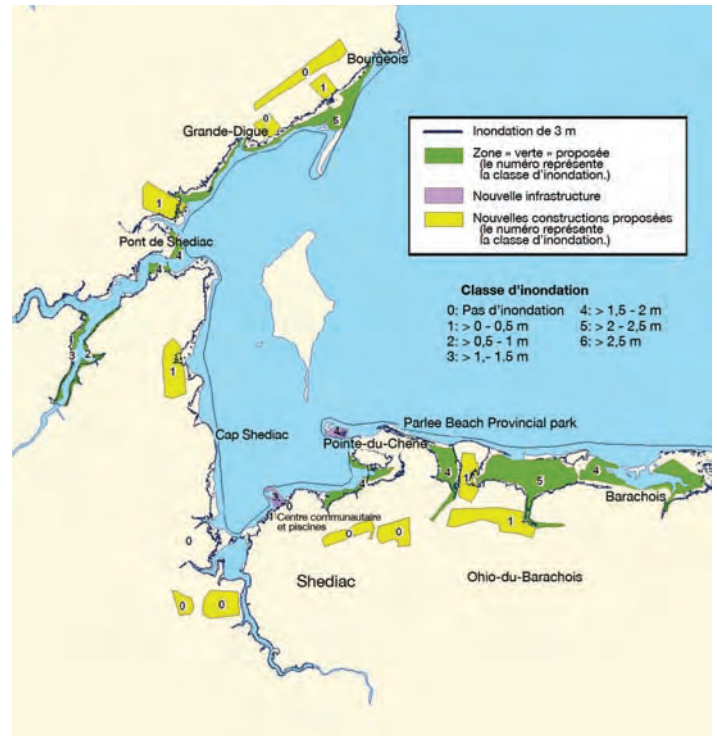 Bourgeois
0
1
0
5
Grande-Digue
Inondation de 3 m
Zone « verte » proposée
(le numéro représente
la classe d'inondation.)
Nouvelle infrastructure
Nouvelles constructions proposées
(le numéro représente
la classe d'inondation.)
1
Pont de Shediac
4
4
Classe d'inondation
0: Pas d'inondation
1: > 0 - 0,5 m
2: > 0,5 - 1 m
3: > 1,- 1.5 m
4: > 1,5 - 2 m
5: > 2 - 2,5 m
6: > 2,5 m
3
2
1
Cap Shediac
Parlee Beach Provincial park
4
Pointe-du-Chene
4
4
1
5
4
Barachois
3
0
1
Centre communautaire
et piscines
0
0
0
1
Shediac
Ohio-du-Barachois
0
0